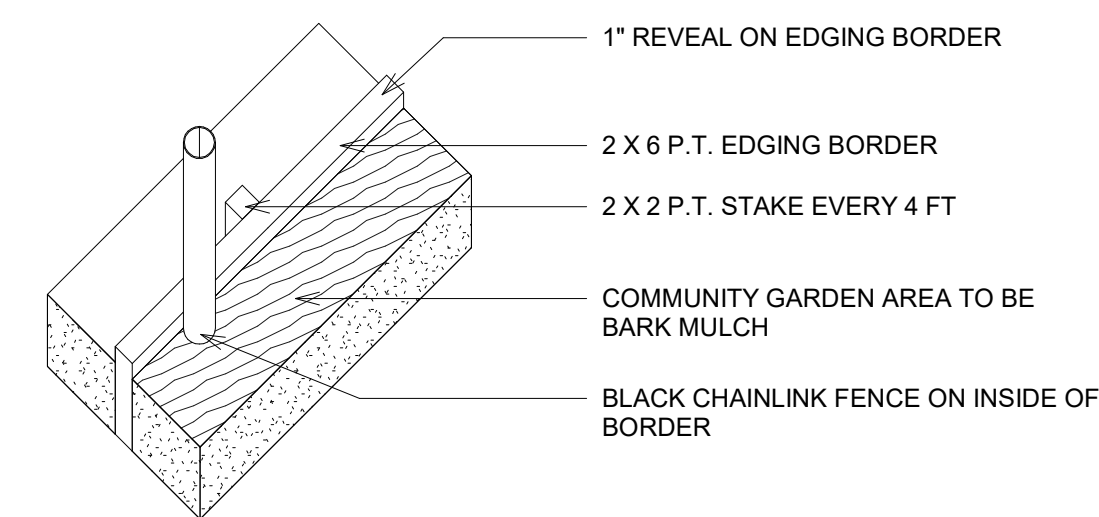 1" REVEAL ON EDGING BORDER
2 X 6 P.T. EDGING BORDER
2 X 2 P.T. STAKE EVERY 4 FT
COMMUNITY GARDEN AREA TO BE
BARK MULCH
BLACK CHAINLINK FENCE ON INSIDE OF
BORDER